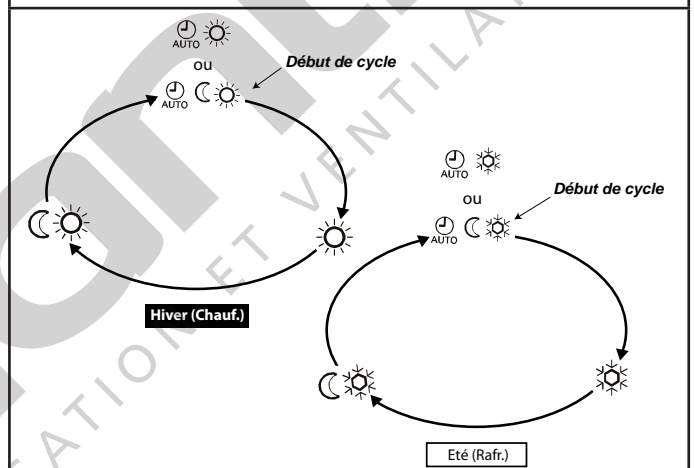 AUTO
ou
Début de cycle
AUTO
Hiver (Chauf.)
AUTO
ou
Début de cycle
AUTO
Eté (Rafr.)